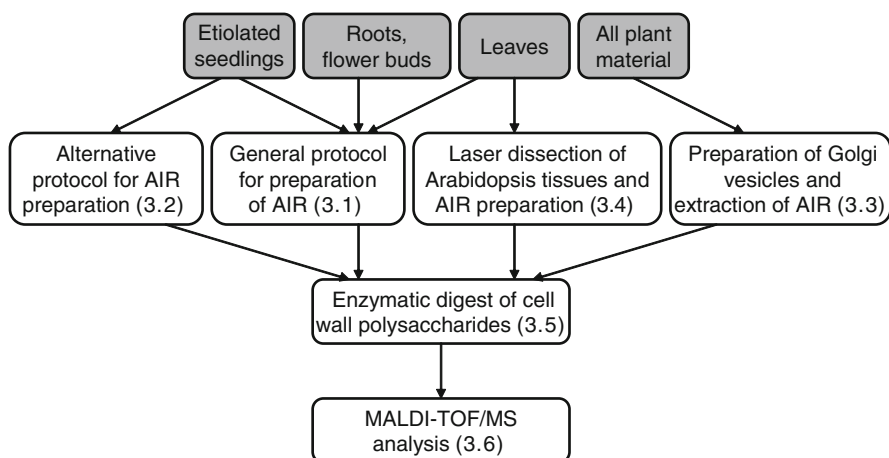 Etiolated
seedlings
Roots,
flower buds
Leaves
All plant
material
Alternative
protocol for AIR
preparation (3.2)
General protocol
for preparation
of AIR (3.1)
Laser dissection of
Arabidopsis tissues and
AIR preparation (3.4)
Preparation of Golgi
vesicles and
extraction of AIR (3.3)
Enzymatic digest of cell
wall polysaccharides (3.5)
MALDI-TOF/MS
analysis (3.6)